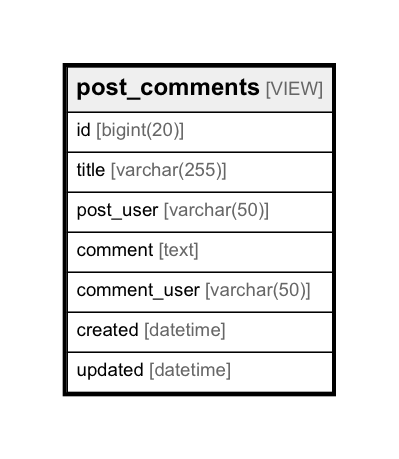 post_comments [VIEW]
id [bigint(20)]
title [varchar(255)]
post_user [varchar(50)]
comment [text]
comment_user [varchar(50)]
created [datetime]
updated [datetime]